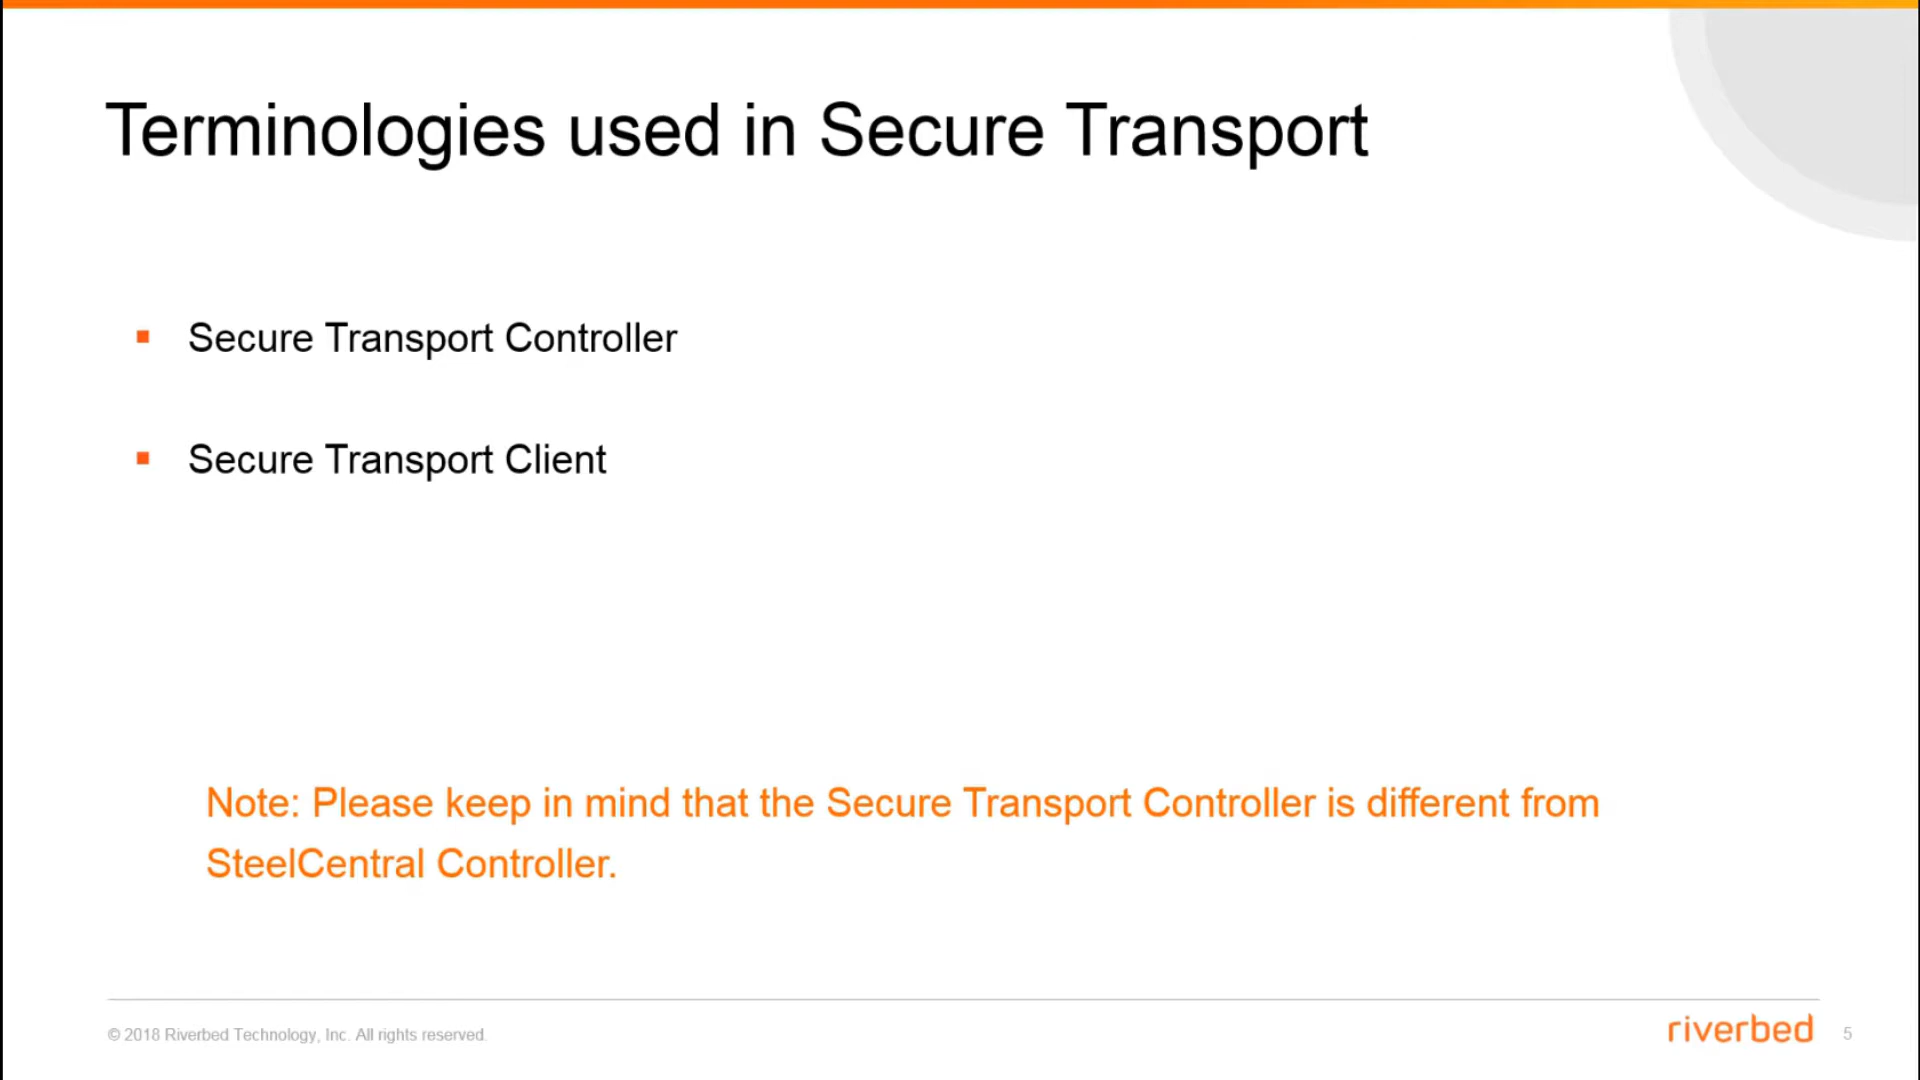 Terminologies used in Secure Transport
Secure Transport Controller
Secure Transport Client
Note: Please keep in mind that the Secure Transport Controller is different from
SteelCentral Controller.
© 2018 Riverbed Technology, Inc. All rights reserved.
riverbed
5